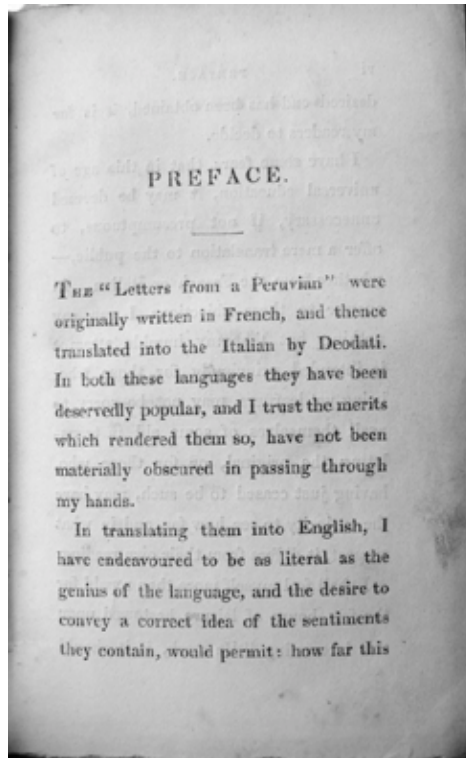 PREFACE.
THE "Letters from a Peruvian" were
originally written in French, and thence
translated into the Italian by Deodati.
In both these languages they have been
deservedly popular, and I trust the merits
which rendered them so, have not been
materially obscured in passing through
my hands.
In translating them into English, I
have endeavoured to be as literal as the
genius of the language, and the desire to
convey a correct idea of the sentiments
they contain, would permit: how far this